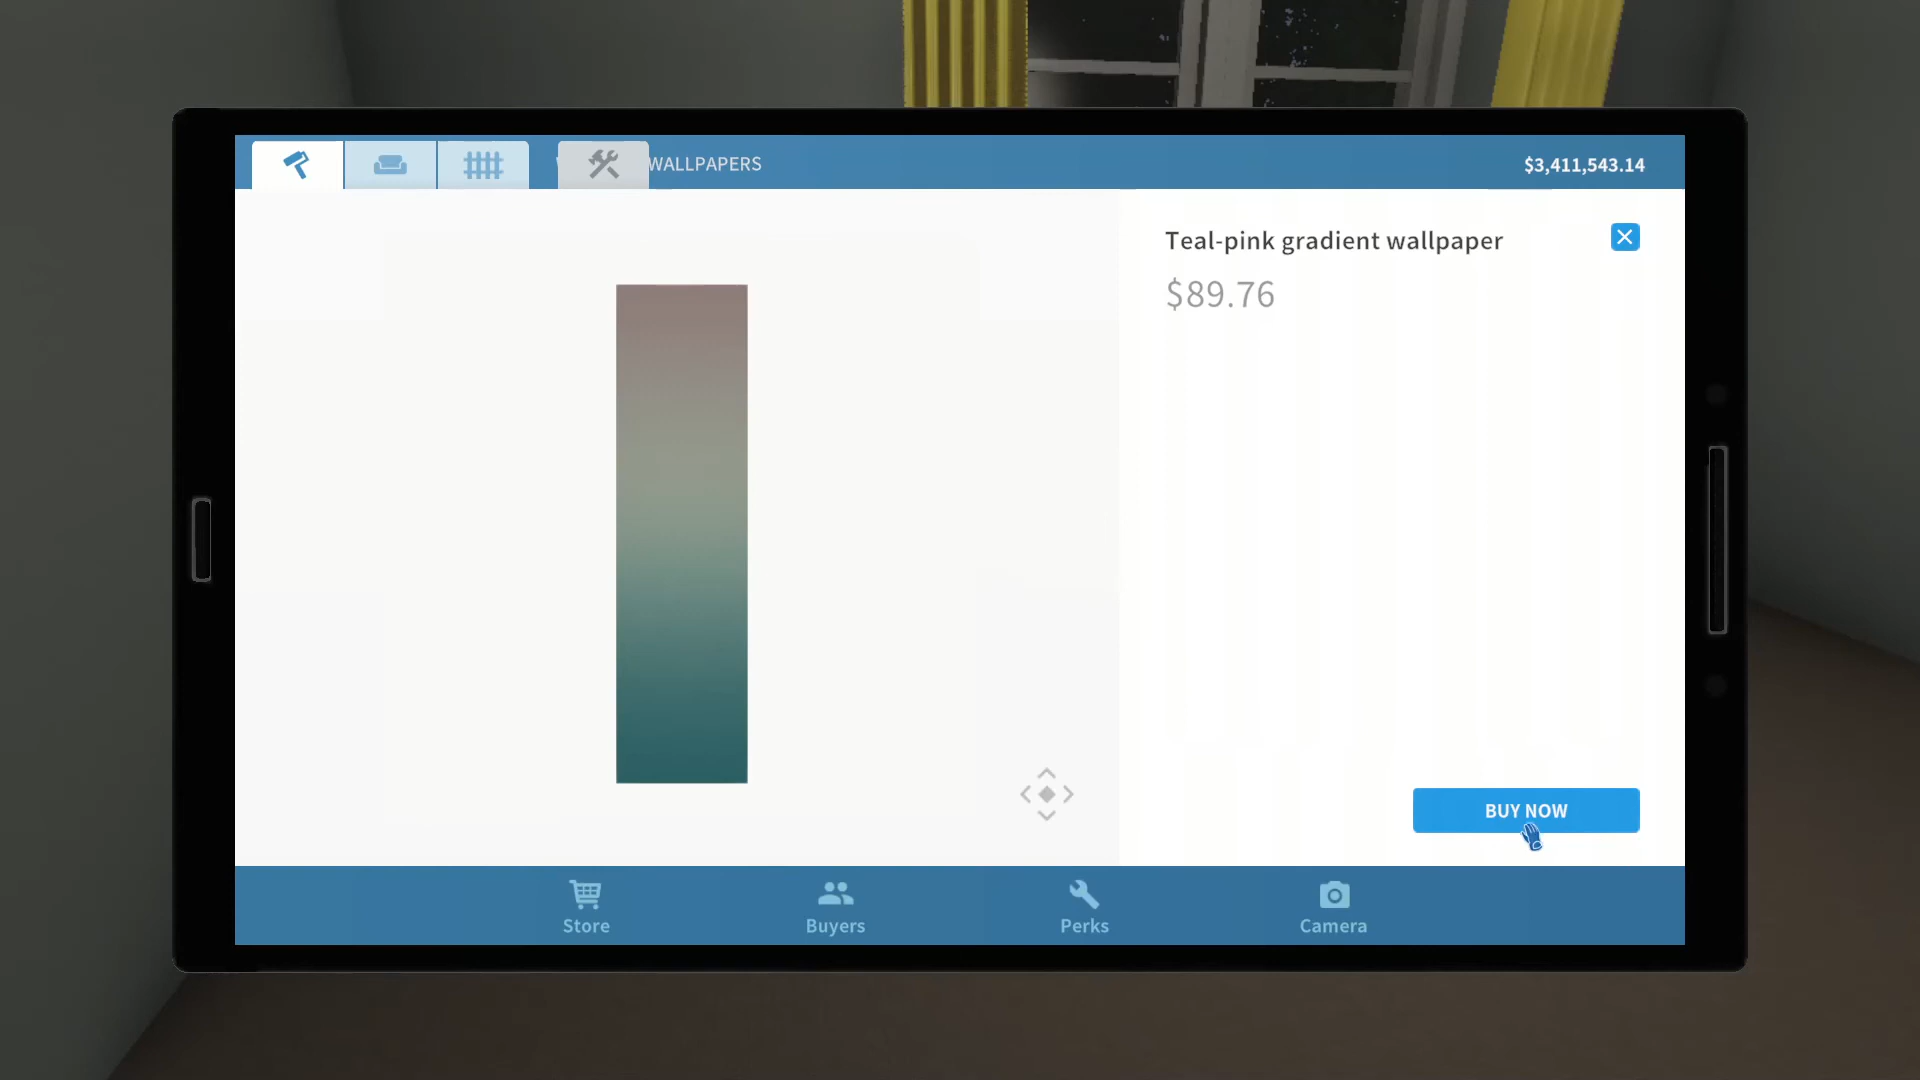 WALLPAPERS
$3,411,543.14
Teal-pink gradient wallpaper
$89.76
BUY NOW
Store
Buyers
Perks
Camera